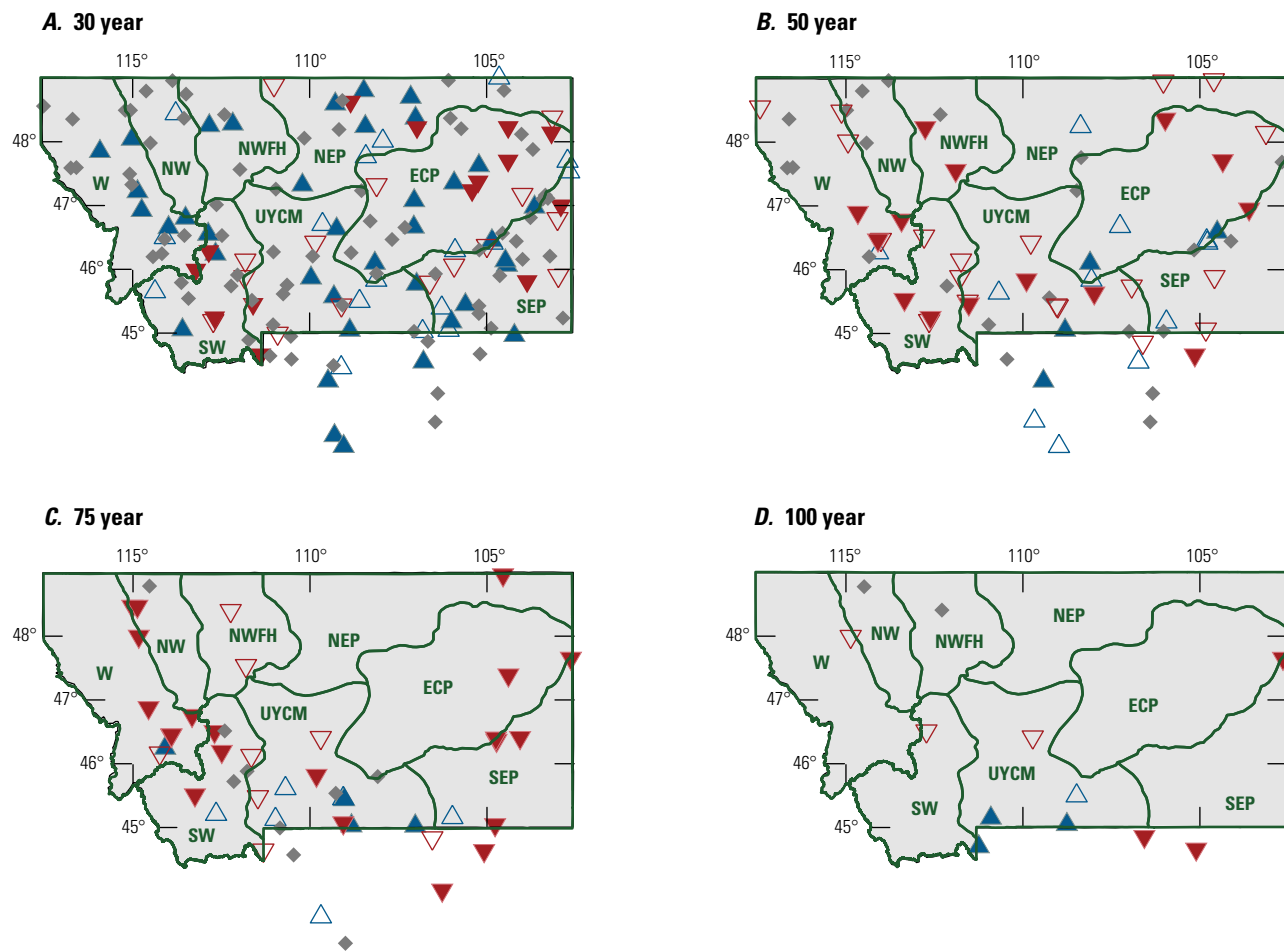 A. 30 year
115° 110° 105°
48°
NWFH
NEP
NW
ECP
W
47°
UYCM
46°
SEP
45°
SW
B. 50 year
115° 110° 105°
48°
NWFH
NEP
NW
W
ECP
47°
UYCM
46°
SEP
45°
SW
C. 75 year
115° 110° 105°
48°
NWFH
NEP
NW
W
ECP
47°
UYCM
46°
SEP
45°
SW
D. 100 year
115° 110° 105°
48°
NW
NEP
NWFH
W
47°
ECP
46°
UYCM
SW
SEP
45°